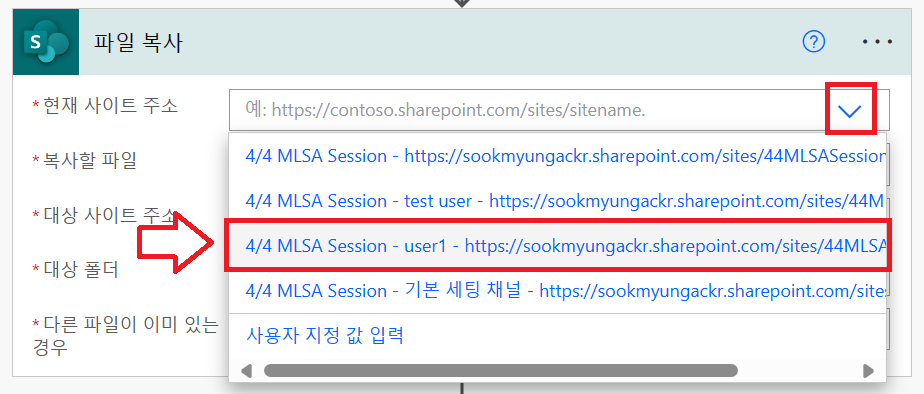 S
파일 복사
?
* 현재 사이트 주소
예: https://contoso.sharepoint.com/sites/sitename.
4/4 MLSA Session - https://sookmyungackr.sharepoint.com/sites/44MLSASession
* 복사할 파일
4/4 MLSA Session - test user - https://sookmyungackr.sharepoint.com/sites/44M
* 대상 사이트 주소
4/4 MLSA Session - user1 - https://sookmyungackr.sharepoint.com/sites/44MLSA
* 대상 폴더
4/4 MLSA Session - 기본 세팅 채널 - https://sookmyungackr.sharepoint.com/sites
* 다른 파일이 이미 있는
경우
사용자 지정 값 입력